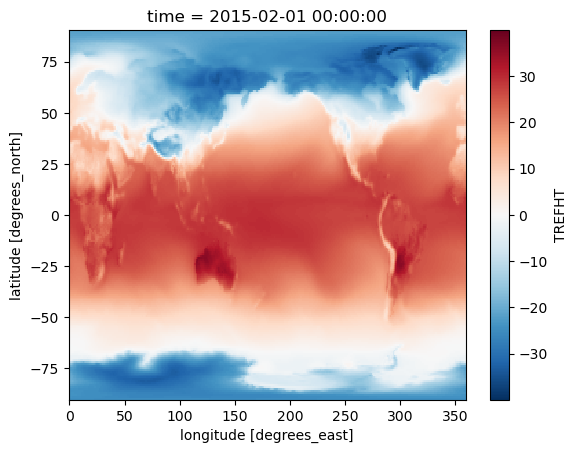 time = 2015-02-01 00:00:00
75
50
25
0
−25
−50
−75
latitude [degrees_north]
0 50 100 150 200 250 300 350
longitude [degrees_east]
30
20
10
0
−10
−20
−30
TREFHT